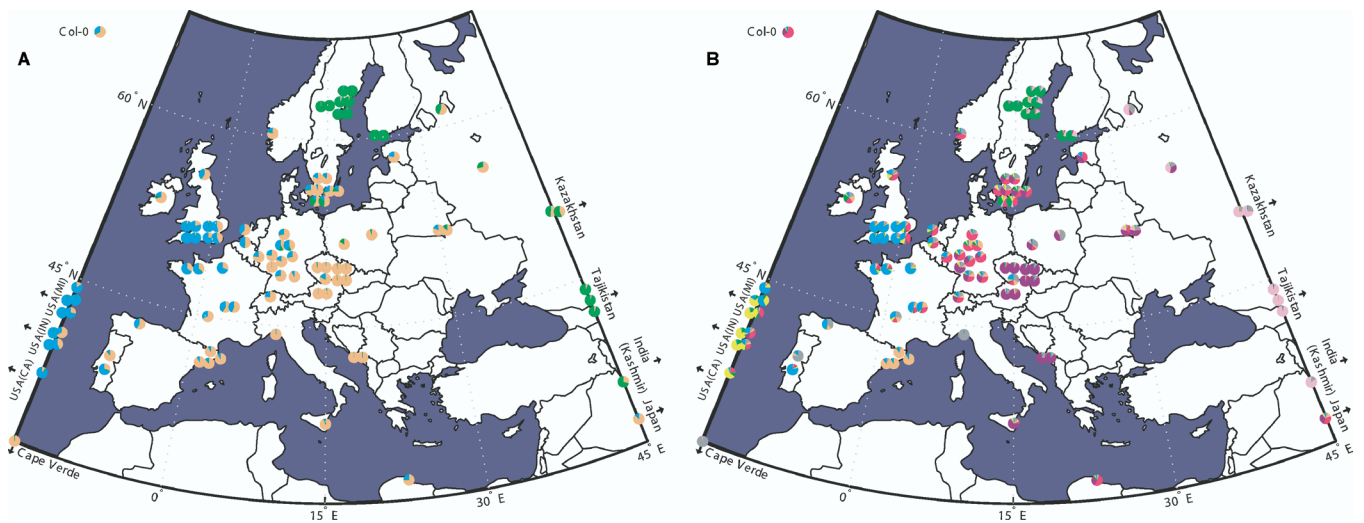 A
Col-0
60° N
45° N
USA(MI)
USA(IN)
USA(CA)
Cape Verde
0°
15° E
30° E
45 E
Kazakhstan
Tajikistan
India
(Kashmir)
Japan
B
Col-0
60° N
45° N
USA(MI)
USA(IN)
USA(CA)
Cape Verde
0°
15° E
30° E
45 E
Kazakhstan
Tajikistan
India
(Kashmir)
Japan